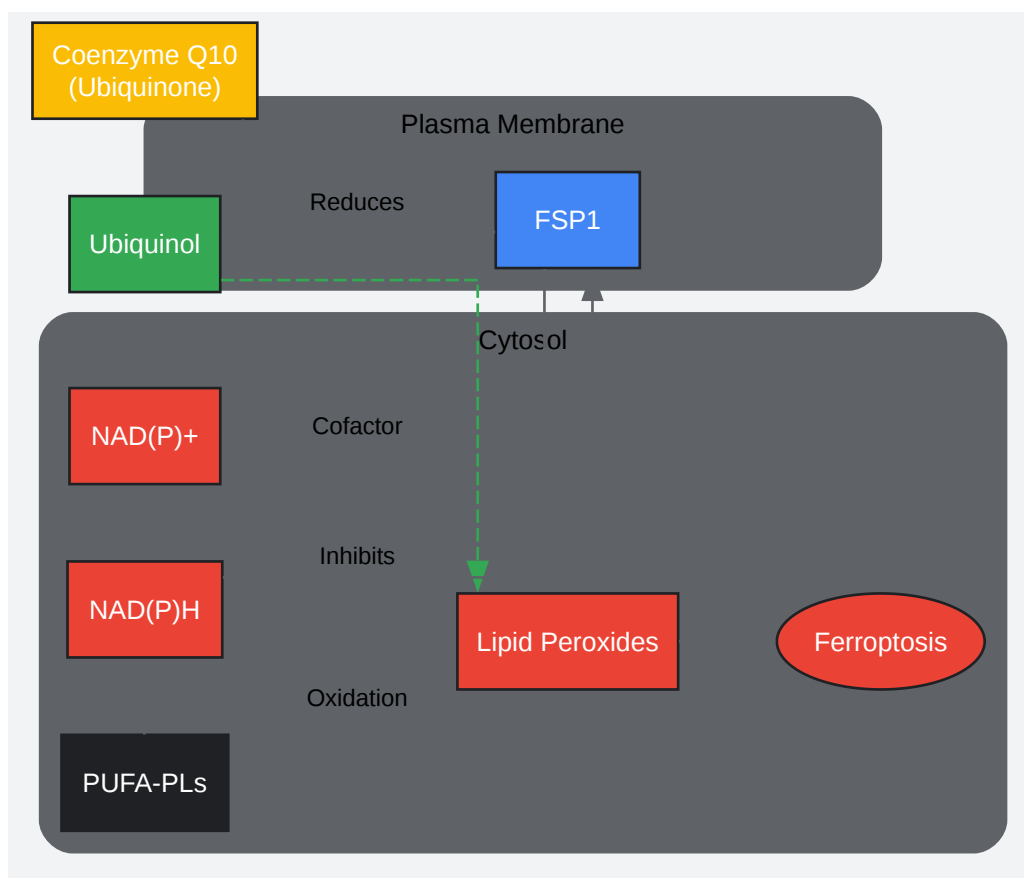 Coenzyme Q10
(Ubiquinone)
Plasma Membrane
Reduces
FSP1
Ubiquinol
Cytosol
NAD(P)+
Cofactor
Inhibits
NAD(P)H
Lipid Peroxides
Ferroptosis
Oxidation
PUFA-PLs